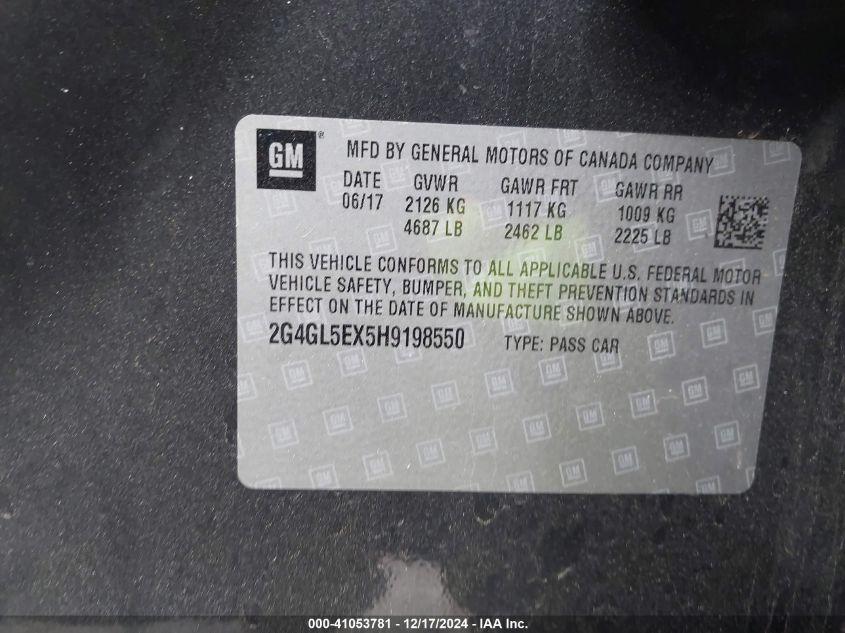 GM®
MFD BY GENERAL MOTORS OF CANADA COMPANY
DATE GVWR GAWR FRT GAWR RR
06/17 2126 KG 1117 KG 1009 KG
4687 LB 2462 LB 2225 LB
THIS VEHICLE CONFORMS TO ALL APPLICABLE U.S. FEDERAL MOTOR
VEHICLE SAFETY, BUMPER, AND THEFT PREVENTION STANDARDS IN
EFFECT ON THE DATE OF MANUFACTURE SHOWN ABOVE.
2G4GL5EX5H9198550 TYPE: PASS CAR
000-41053781 - 12/17/2024 - IAA Inc.